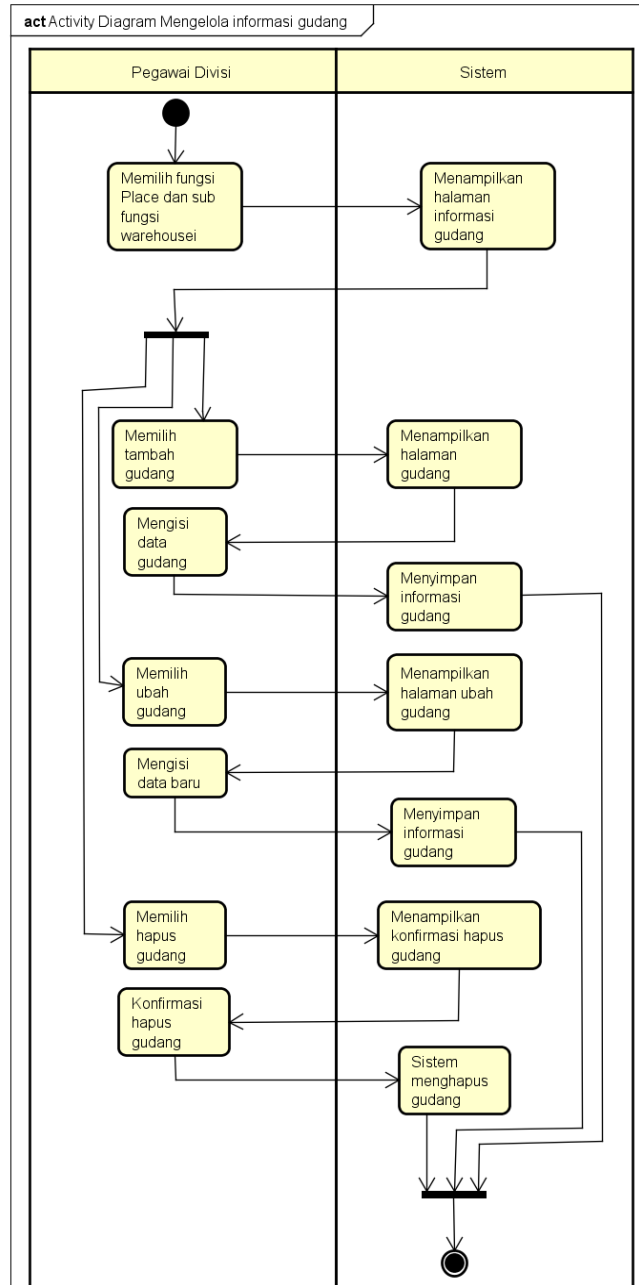 act Activity Diagram Mengelola informasi gudang
Pegawai Divisi
Sistem
Memilih fungsi
Place dan sub
fungsi
warehousei
Menampilkan
halaman
informasi
gudang
Memilih
tambah
gudang
Menampilkan
halaman
gudang
Mengisi
data
gudang
Menyimpan
informasi
gudang
Memilih
ubah
gudang
Menampilkan
halaman ubah
gudang
Mengisi
data baru
Menyimpan
informasi
gudang
Memilih
hapus
gudang
Menampilkan
konfirmasi hapus
gudang
Konfirmasi
hapus
gudang
Sistem
menghapus
gudang